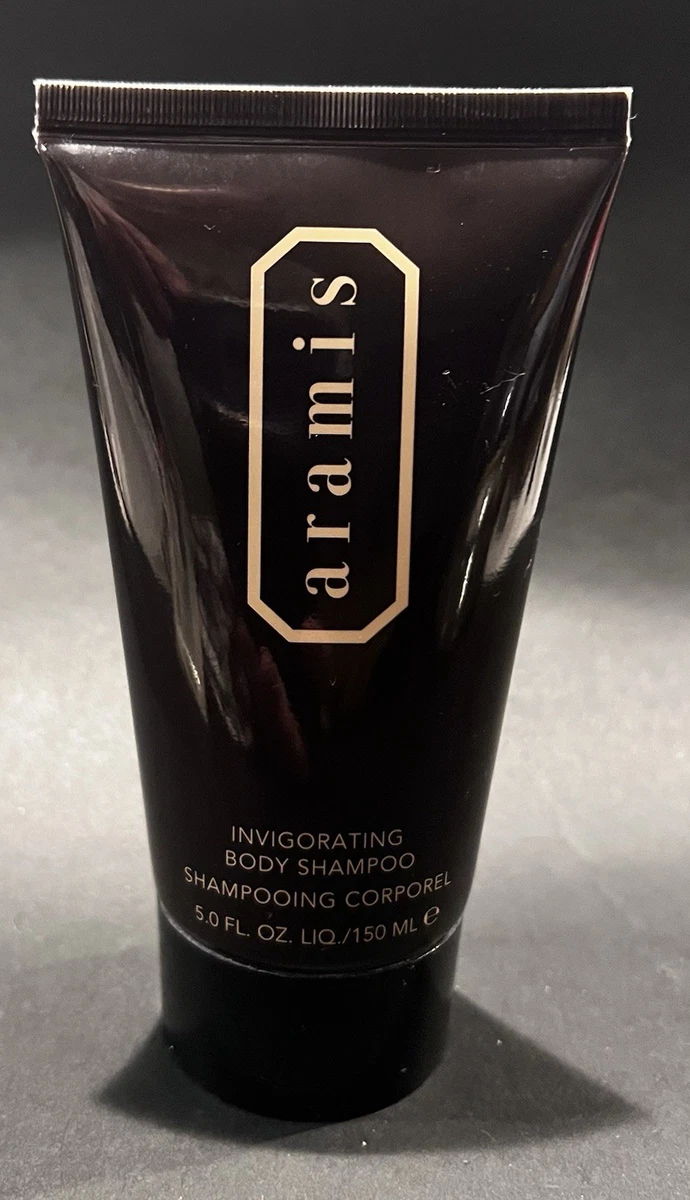 aramis
INVIGORATING
BODY SHAMPOO
SHAMPOOING CORPOREL
5.0 FL. OZ. LIQ./150 ML ℮